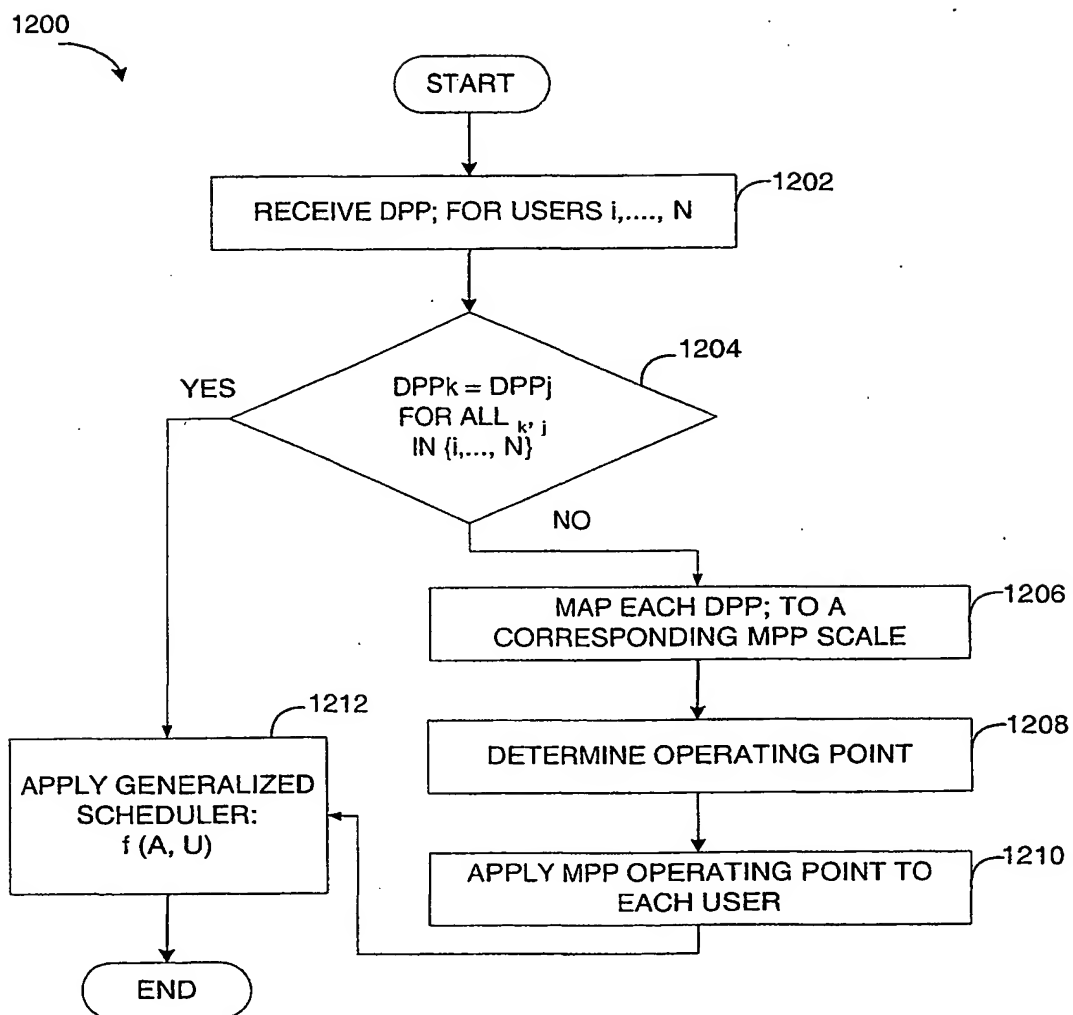 1200
START
1202
RECEIVE DPP; FOR USERS i,...., N
1204
YES
DPPk = DPPj
FOR ALL k, j
IN {i,..., N}
NO
1206
MAP EACH DPP; TO A
CORRESPONDING MPP SCALE
1212
1208
DETERMINE OPERATING POINT
APPLY GENERALIZED
SCHEDULER:
f (A, U)
1210
APPLY MPP OPERATING POINT TO
EACH USER
END